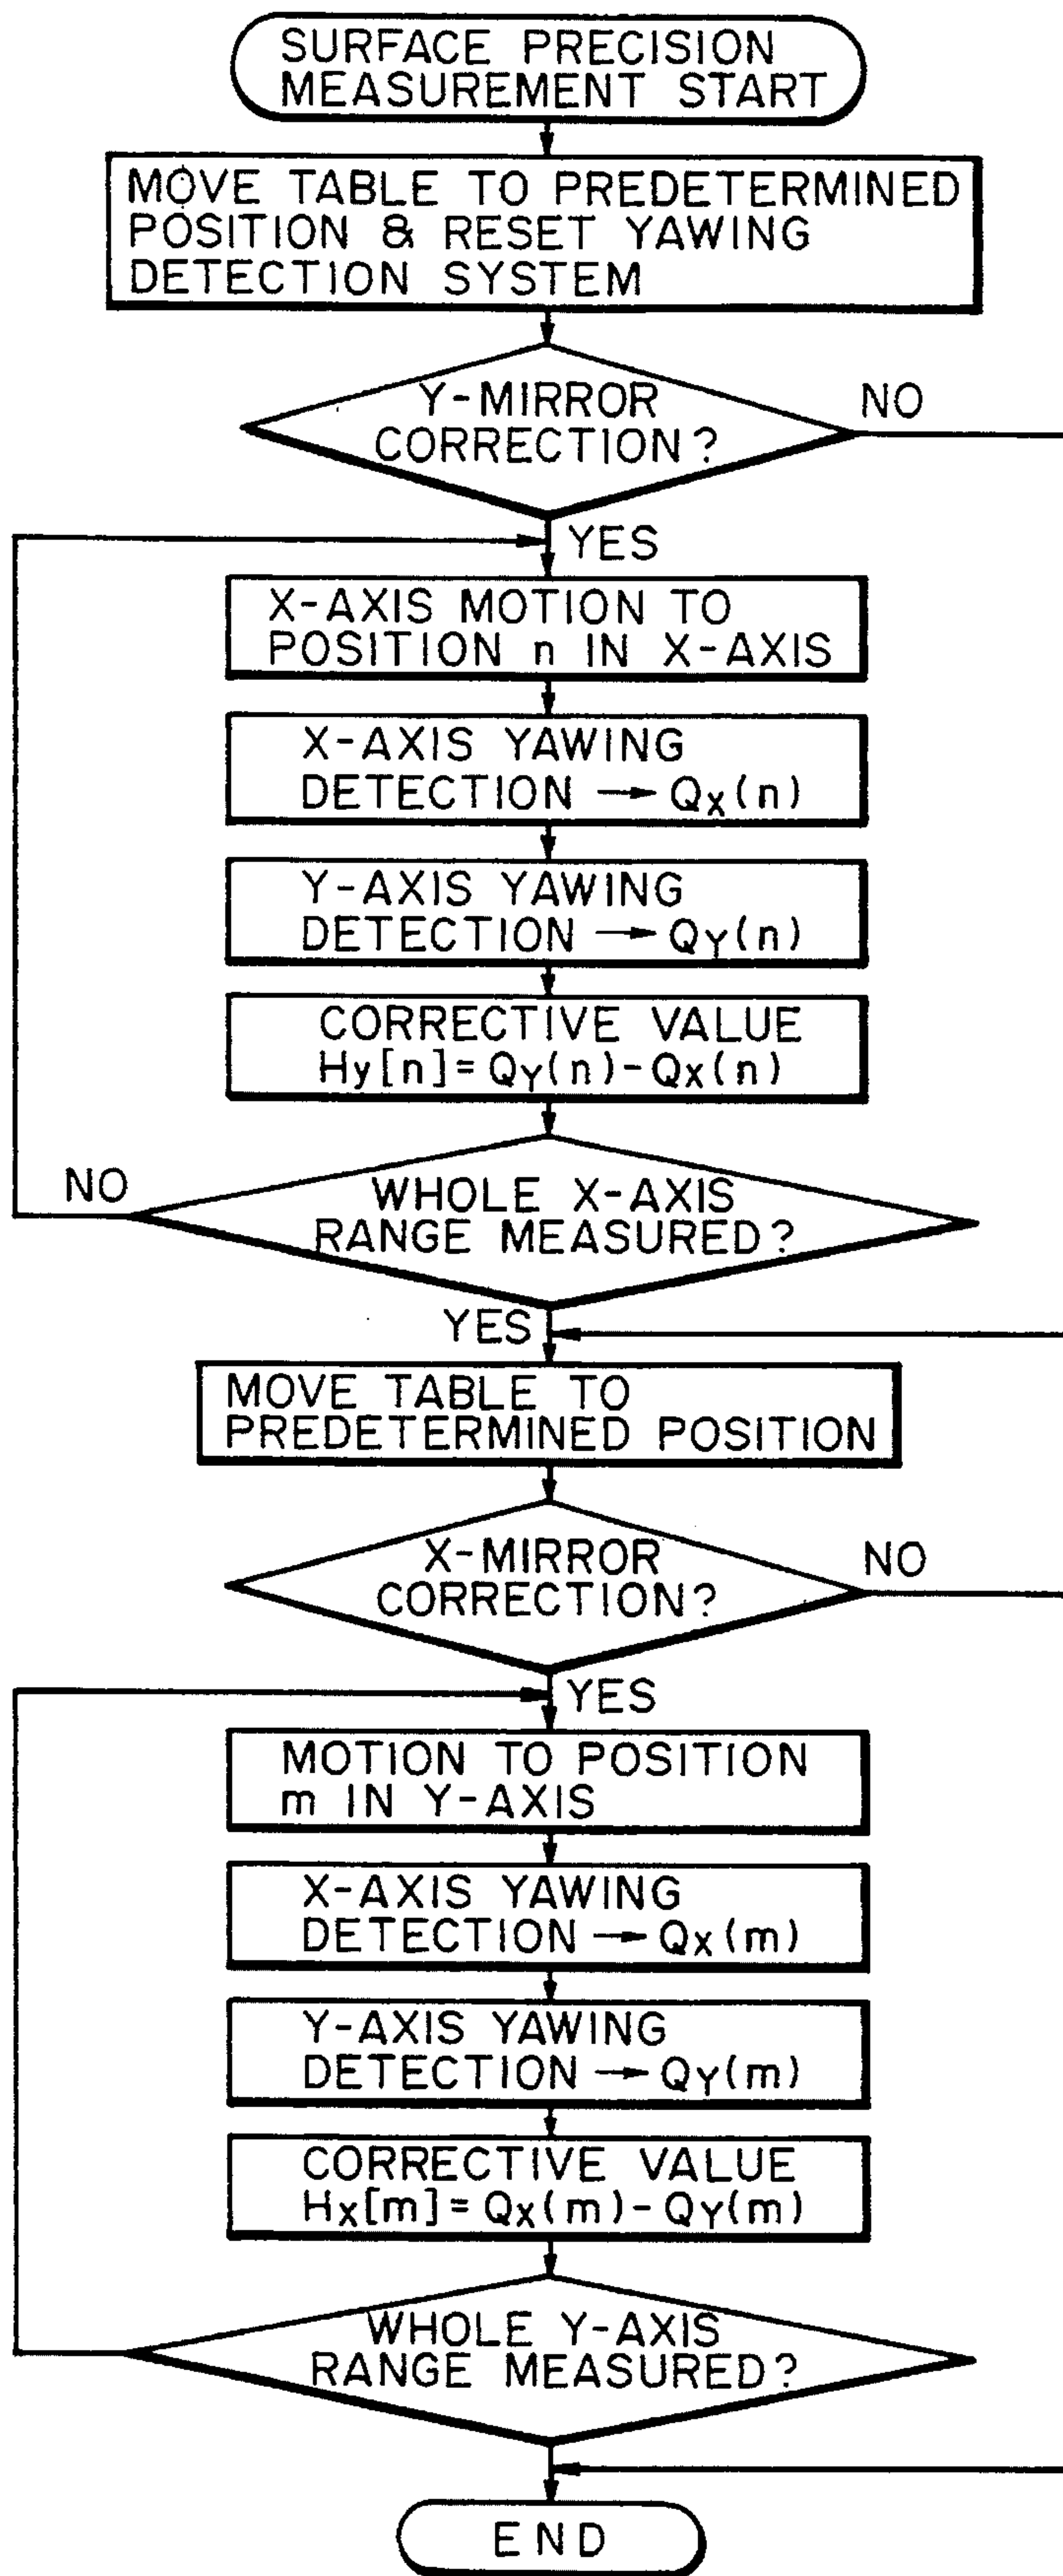 SURFACE PRECISION
MEASUREMENT START
MOVE TABLE TO PREDETERMINED
POSITION & RESET YAWING
DETECTION SYSTEM
Y-MIRROR
CORRECTION?
NO
YES
X-AXIS MOTION TO
POSITION n IN X-AXIS
X-AXIS YAWING
DETECTION → QX(n)
Y-AXIS YAWING
DETECTION → QY(n)
CORRECTIVE VALUE
Hy[n]=QY(n)-QX(n)
NO
WHOLE X-AXIS
RANGE MEASURED?
YES
MOVE TABLE TO
PREDETERMINED POSITION
X-MIRROR
CORRECTION?
NO
YES
MOTION TO POSITION
m IN Y-AXIS
X-AXIS YAWING
DETECTION → QX(m)
Y-AXIS YAWING
DETECTION → QY(m)
CORRECTIVE VALUE
HX[m]=QX(m)-QY(m)
WHOLE Y-AXIS
RANGE MEASURED?
END